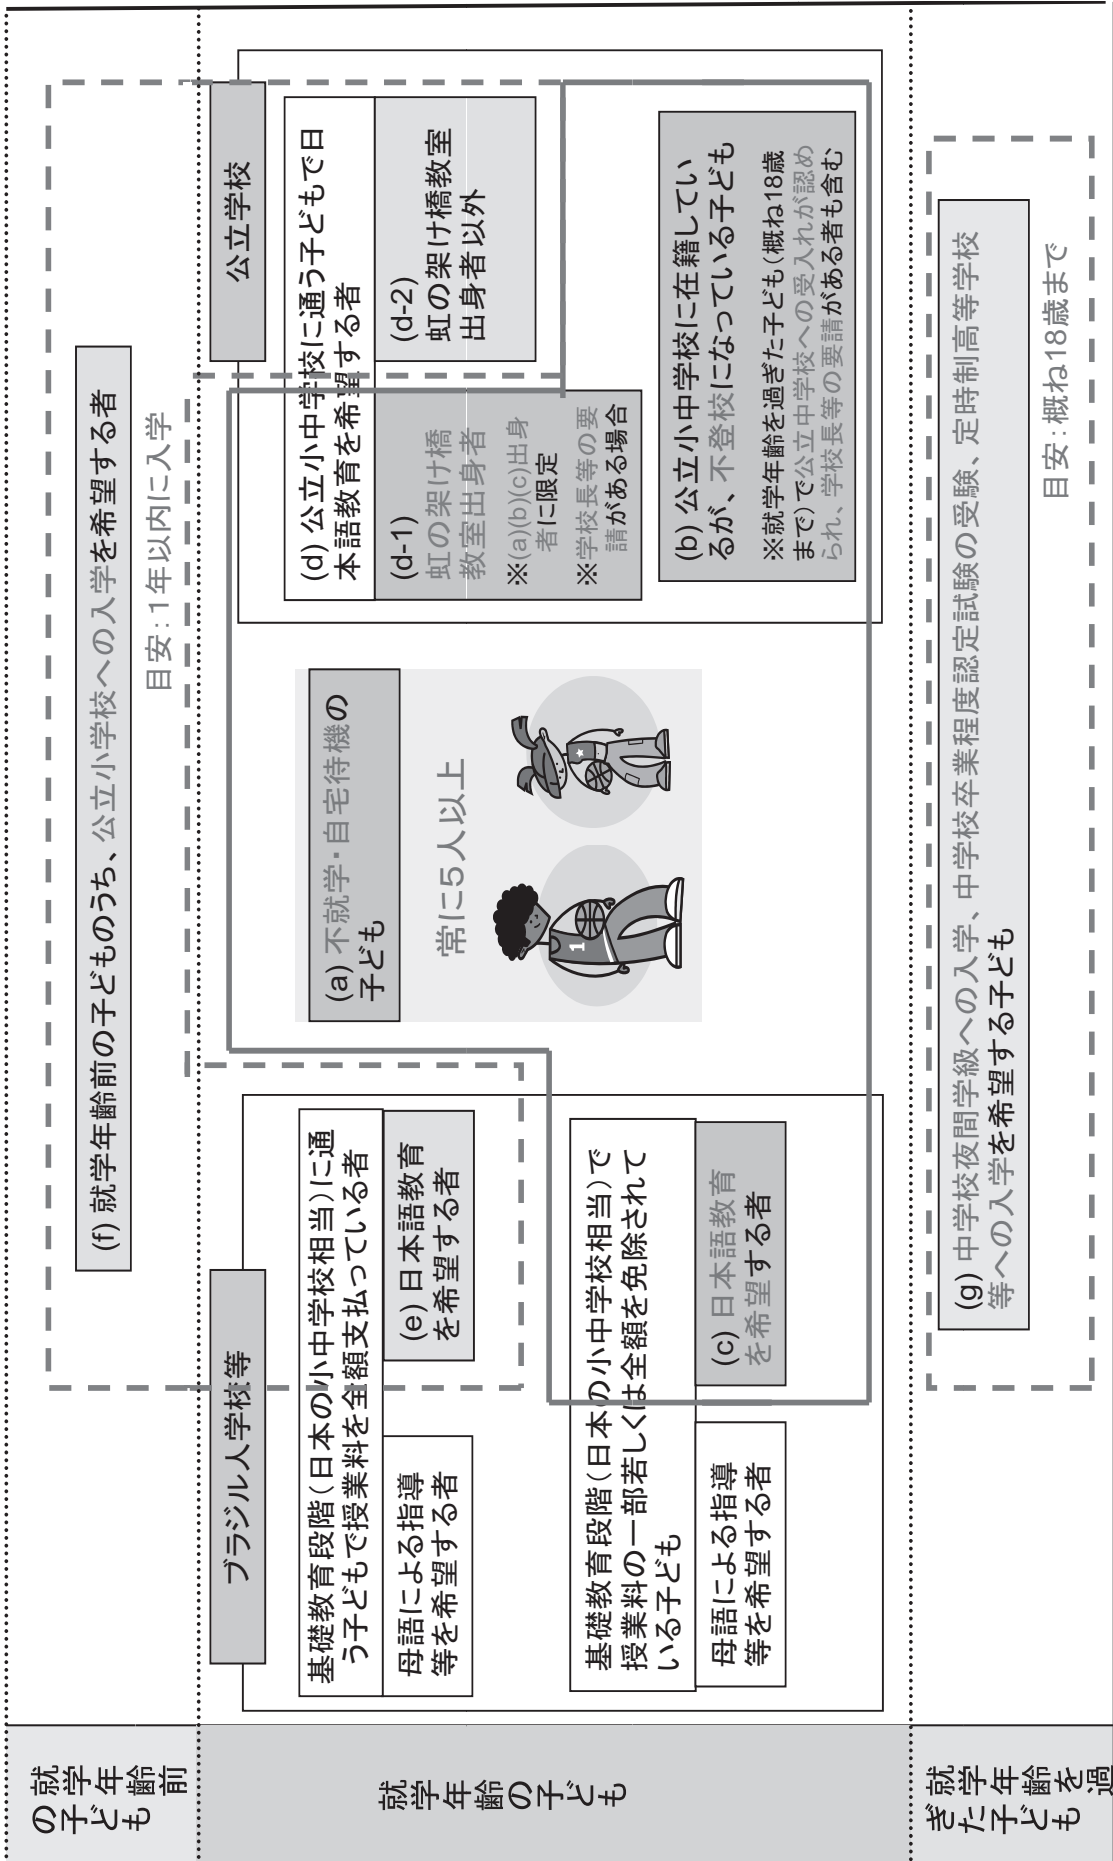 就学年齢前
の子ども
(f) 就学年齢前の子どものうち、公立小学校への入学を希望する者
目安:1年以内に入学
就学年齢の子ども
ブラジル人学校等
基礎教育段階(日本の小中学校相当)に通
う子どもで授業料を全額支払っている者
母語による指導
等を希望する者
(e) 日本語教育
を希望する者
基礎教育段階(日本の小中学校相当)で
授業料の一部若しくは全額を免除されて
いる子ども
母語による指導
等を希望する者
(c) 日本語教育
を希望する者
(a) 不就学・自宅待機の
子ども
常に5人以上
1
公立学校
(d) 公立小中学校に通う子どもで日
本語教育を希望する者
(d-1)
虹の架け橋
教室出身者
※(a)(b)(c)出身
者に限定
※学校長等の要
請がある場合
(d-2)
虹の架け橋教室
出身者以外
(b) 公立小中学校に在籍してい
るが、不登校になっている子ども
※就学年齢を過ぎた子ども(概ね18歳
まで)で公立中学校への受入れが認め
られ、学校長等の要請がある者も含む
就学年齢を過
ぎた子ども
(g) 中学校夜間学級への入学、中学校卒業程度認定試験の受験、定時制高等学校
等への入学を希望する子ども
目安:概ね18歳まで